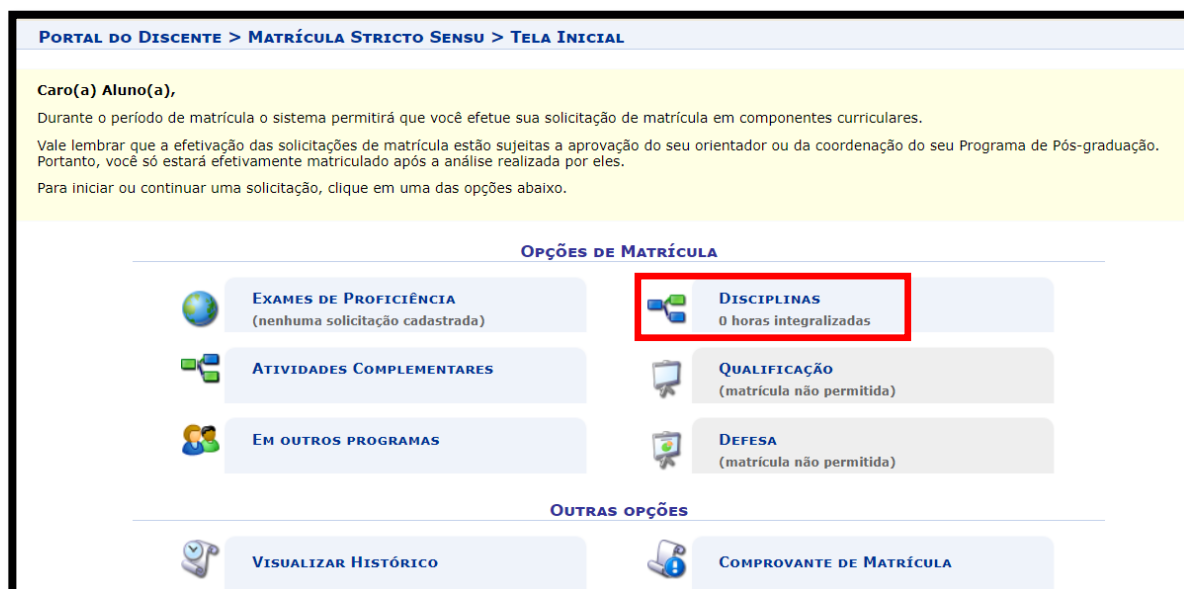 Portal do Discente > Matrícula Stricto Sensu > Tela Inicial
Caro(a) Aluno(a),
Durante o período de matrícula o sistema permitirá que você efetue sua solicitação de matrícula em componentes curriculares.
Vale lembrar que a efetivação das solicitações de matrícula estão sujeitas a aprovação do seu orientador ou da coordenação do seu Programa de Pós-graduação.
Portanto, você só estará efetivamente matriculado após a análise realizada por eles.
Para iniciar ou continuar uma solicitação, clique em uma das opções abaixo.
Opções de Matrícula
Exames de Proficiência
(nenhuma solicitação cadastrada)
Disciplinas
0 horas integralizadas
Atividades Complementares
Qualificação
(matrícula não permitida)
Em outros programas
Defesa
(matrícula não permitida)
Outras opções
Visualizar Histórico
Comprovante de Matrícula